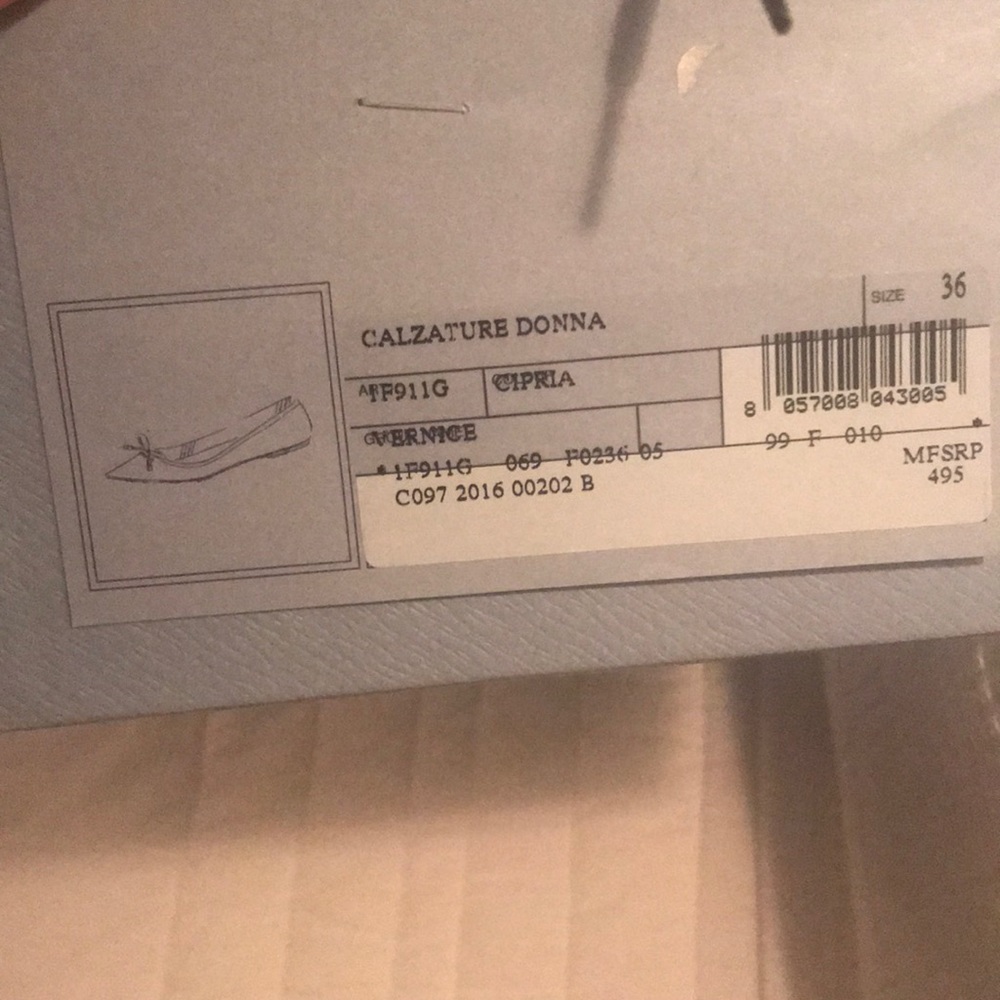 SIZE 36
CALZATURE DONNA
1F911G CIPRIA
8 057008 043005
VERNICE
99 F 010
* 1F911G 069 F0236 05 *
MFSRP
C097 2016 00202 B
495